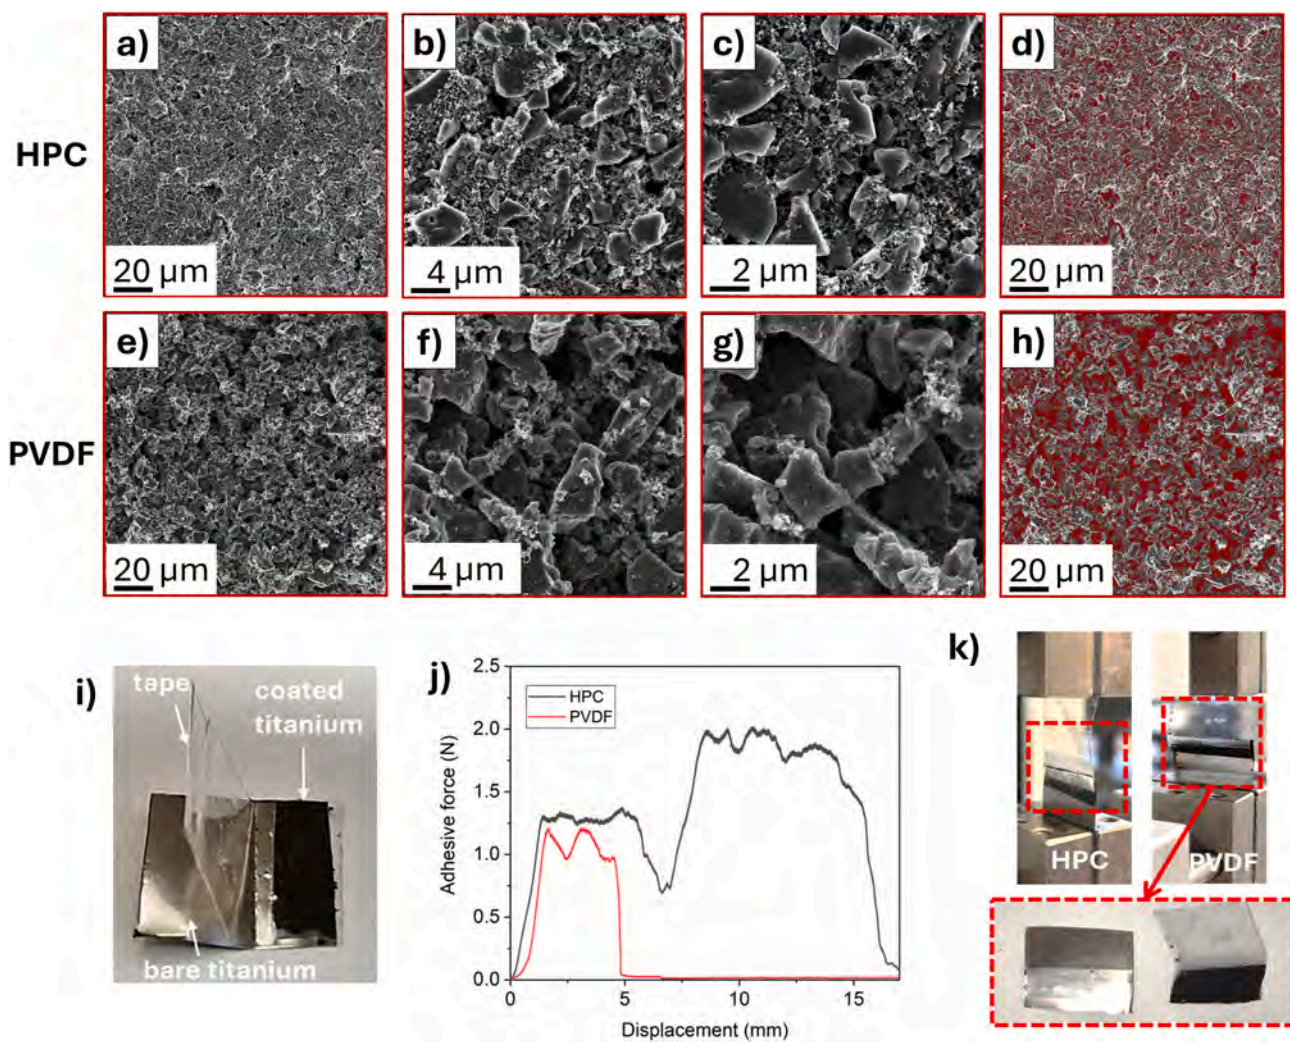 a)
b)
c)
d)
HPC
20 µm
4 µm
2 µm
20 µm
e)
f)
g)
h)
PVDF
20 µm
4 µm
2 µm
20 µm
i)
tape
coated
titanium
bare titanium
j)
2.5
2.0
1.5
1.0
0.5
0.0
Adhesive force (N)
HPC
PVDF
0
5
10
15
Displacement (mm)
k)
HPC
PVDF